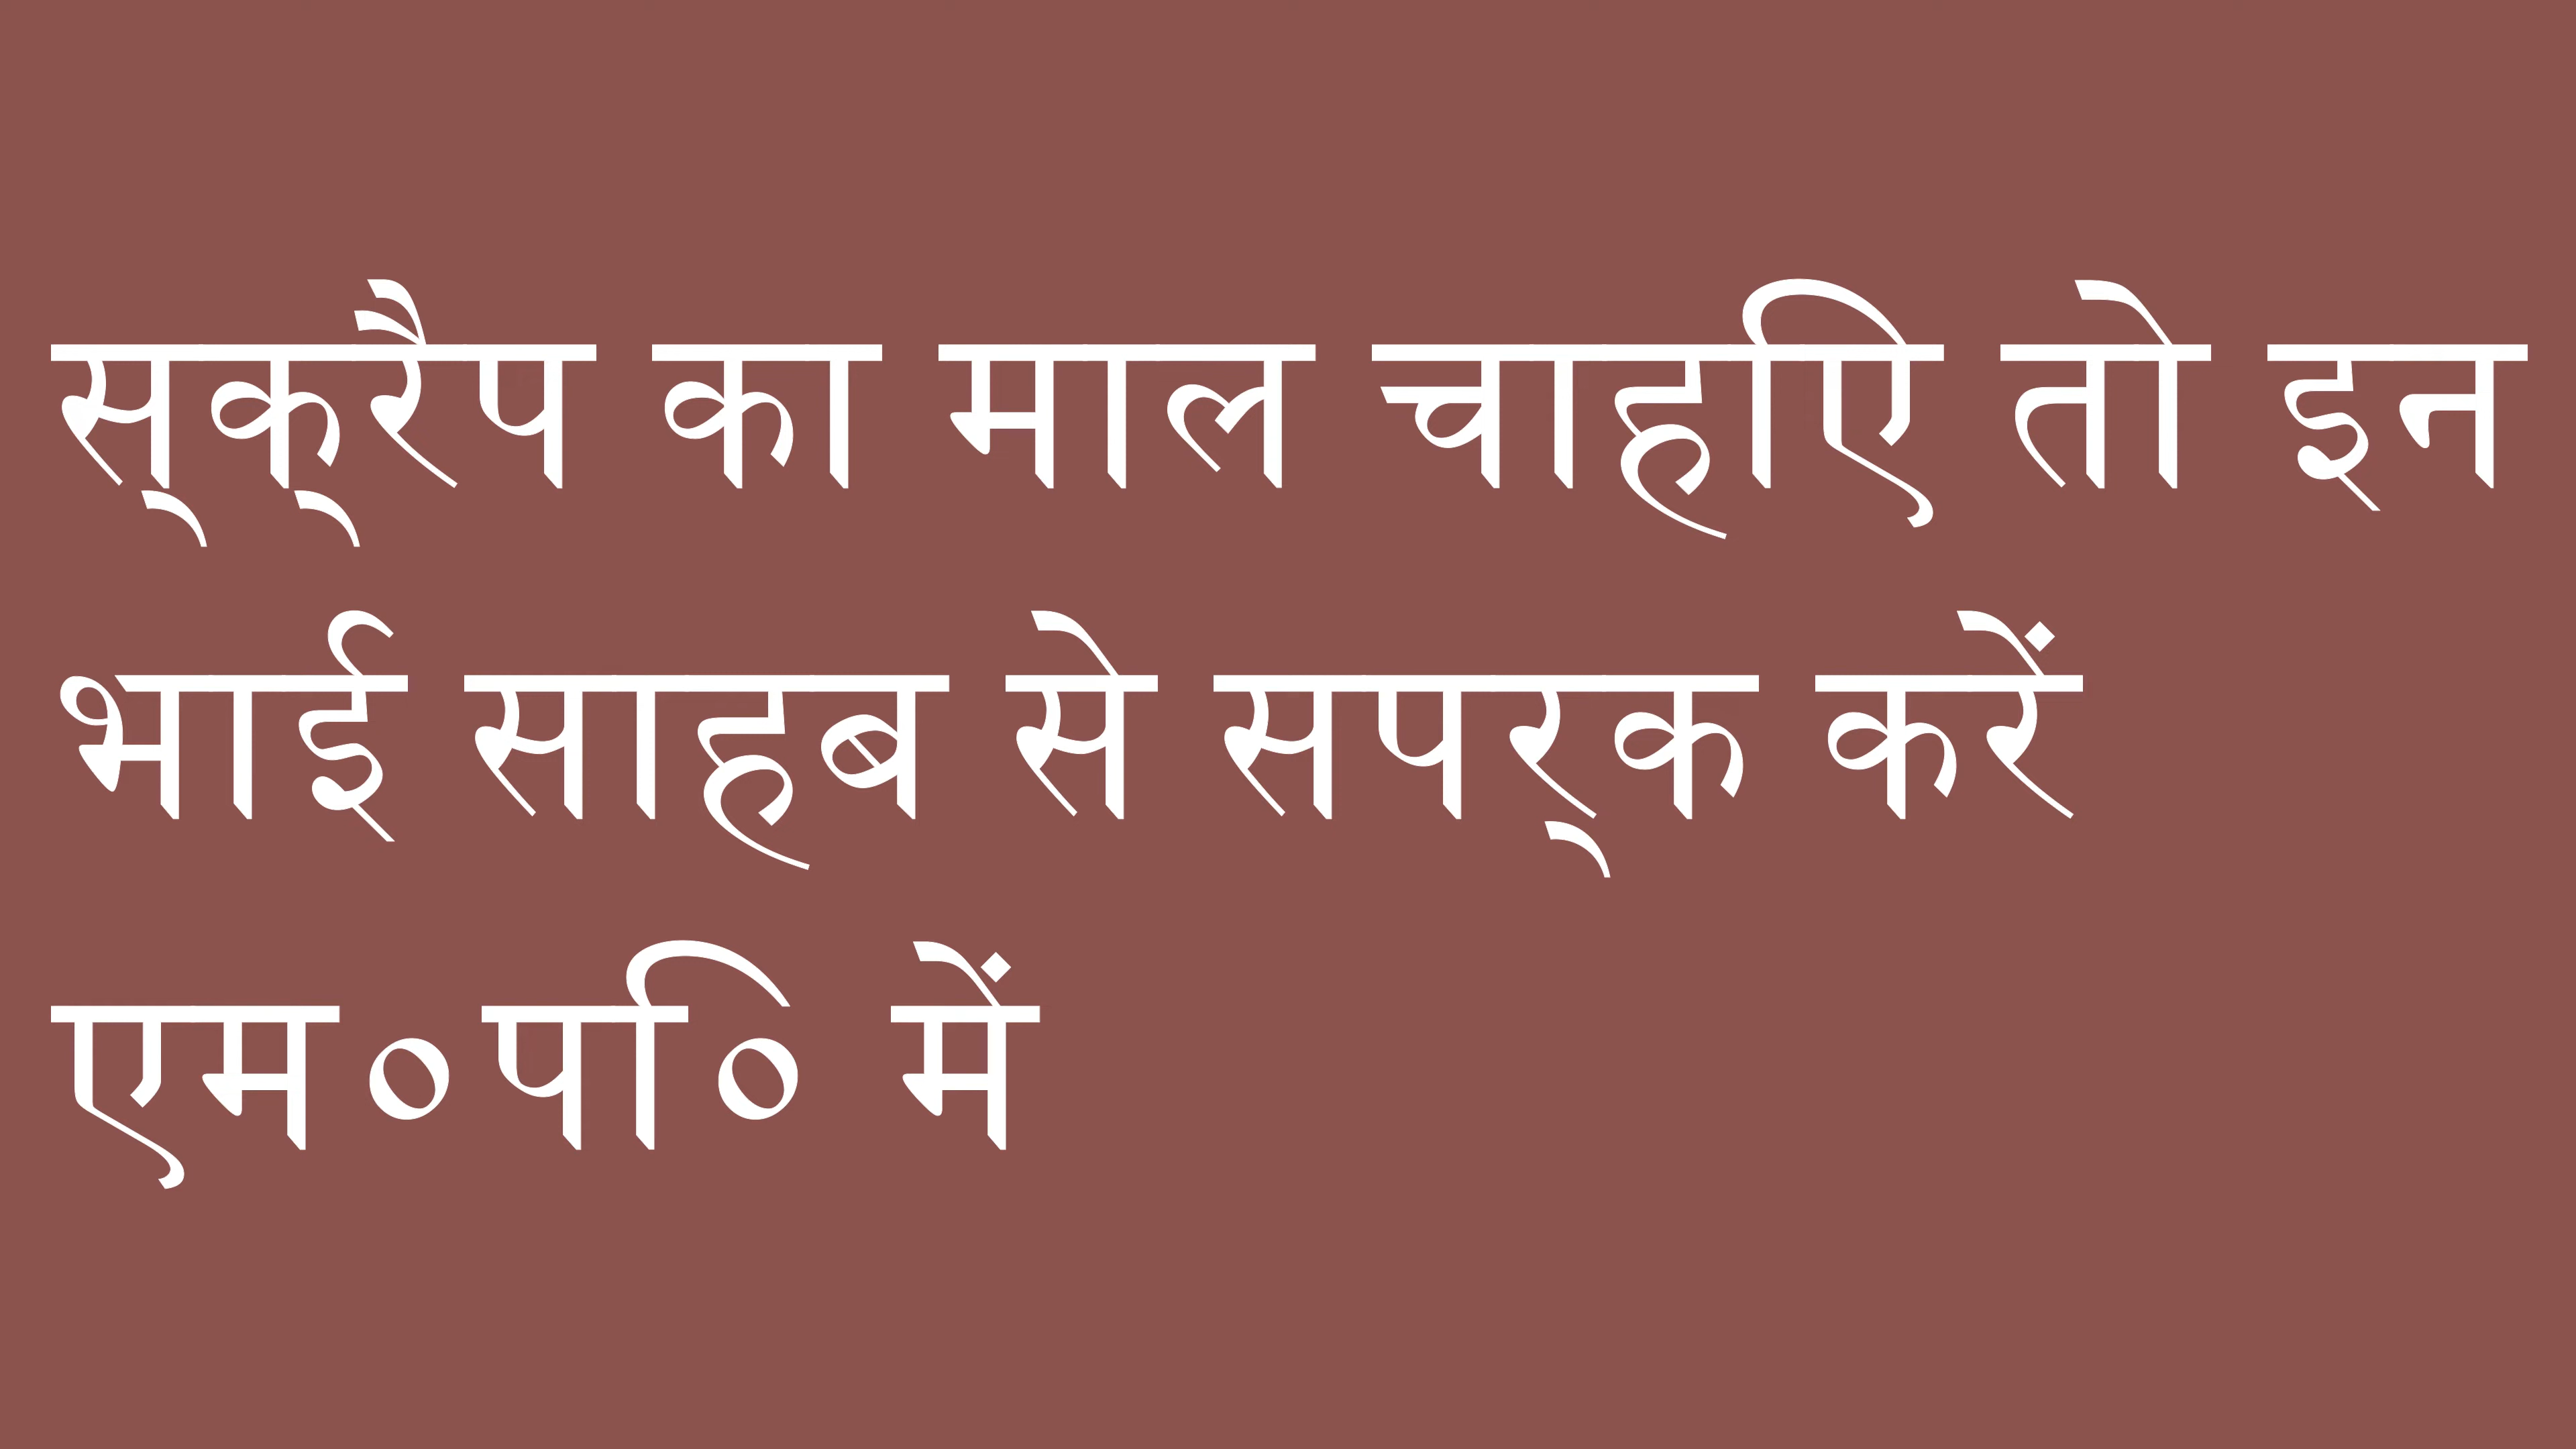 स्क्रैप का माल चाहिए तो इन
भाई साहब से सपर्क करें
एम०पि० में